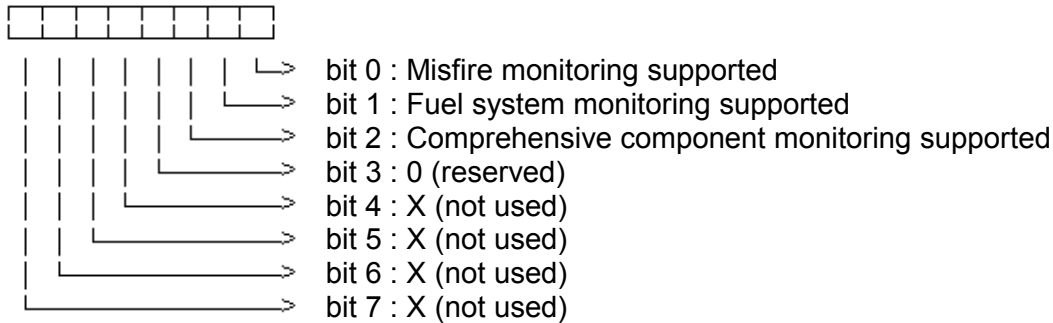 bit 0 : Misfire monitoring supported
bit 1 : Fuel system monitoring supported
bit 2 : Comprehensive component monitoring supported
bit 3 : 0 (reserved)
bit 4 : X (not used)
bit 5 : X (not used)
bit 6 : X (not used)
bit 7 : X (not used)